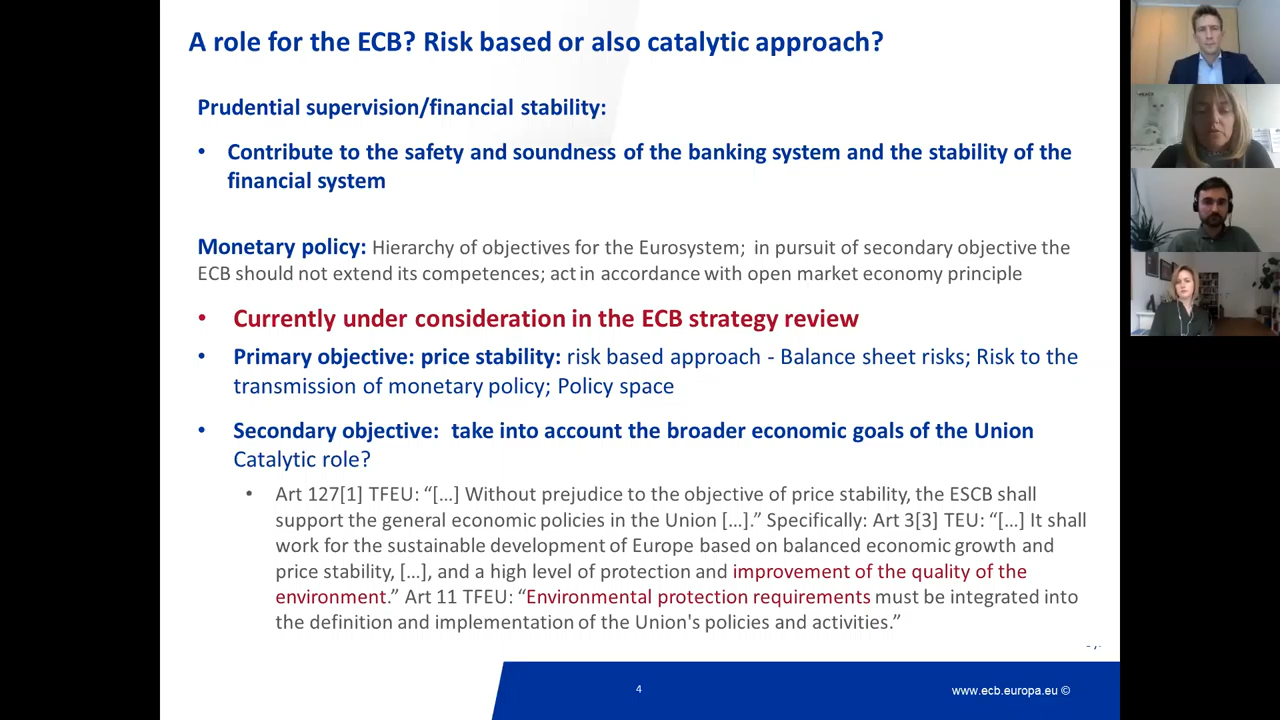 A role for the ECB? Risk based or also catalytic approach?
Prudential supervision/financial stability:
• Contribute to the safety and soundness of the banking system and the stability of the
financial system
Monetary policy: Hierarchy of objectives for the Eurosystem; in pursuit of secondary objective the
ECB should not extend its competences; act in accordance with open market economy principle
• Currently under consideration in the ECB strategy review
• Primary objective: price stability: risk based approach - Balance sheet risks; Risk to the
transmission of monetary policy; Policy space
• Secondary objective: take into account the broader economic goals of the Union
Catalytic role?
• Art 127[1] TFEU: “[…] Without prejudice to the objective of price stability, the ESCB shall
support the general economic policies in the Union […].” Specifically: Art 3[3] TEU: “[…] It shall
work for the sustainable development of Europe based on balanced economic growth and
price stability, […], and a high level of protection and improvement of the quality of the
environment.” Art 11 TFEU: “Environmental protection requirements must be integrated into
the definition and implementation of the Union's policies and activities.”
4
www.ecb.europa.eu ©